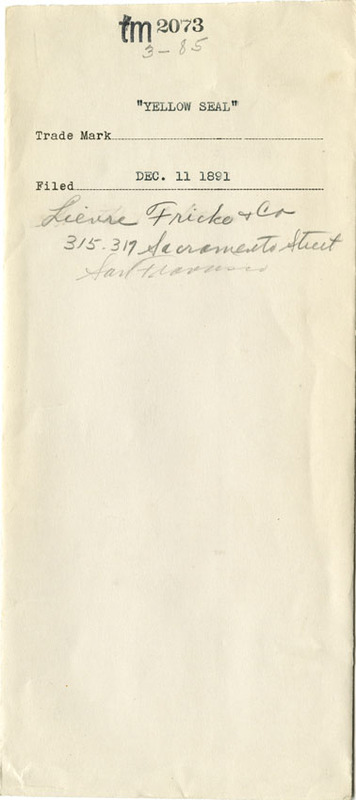 tm 2073
3-85
"YELLOW SEAL"
Trade Mark
DEC. 11 1891
Filed
Lievre Fricke & Co
315-317 Sacramento Street
San Francisco